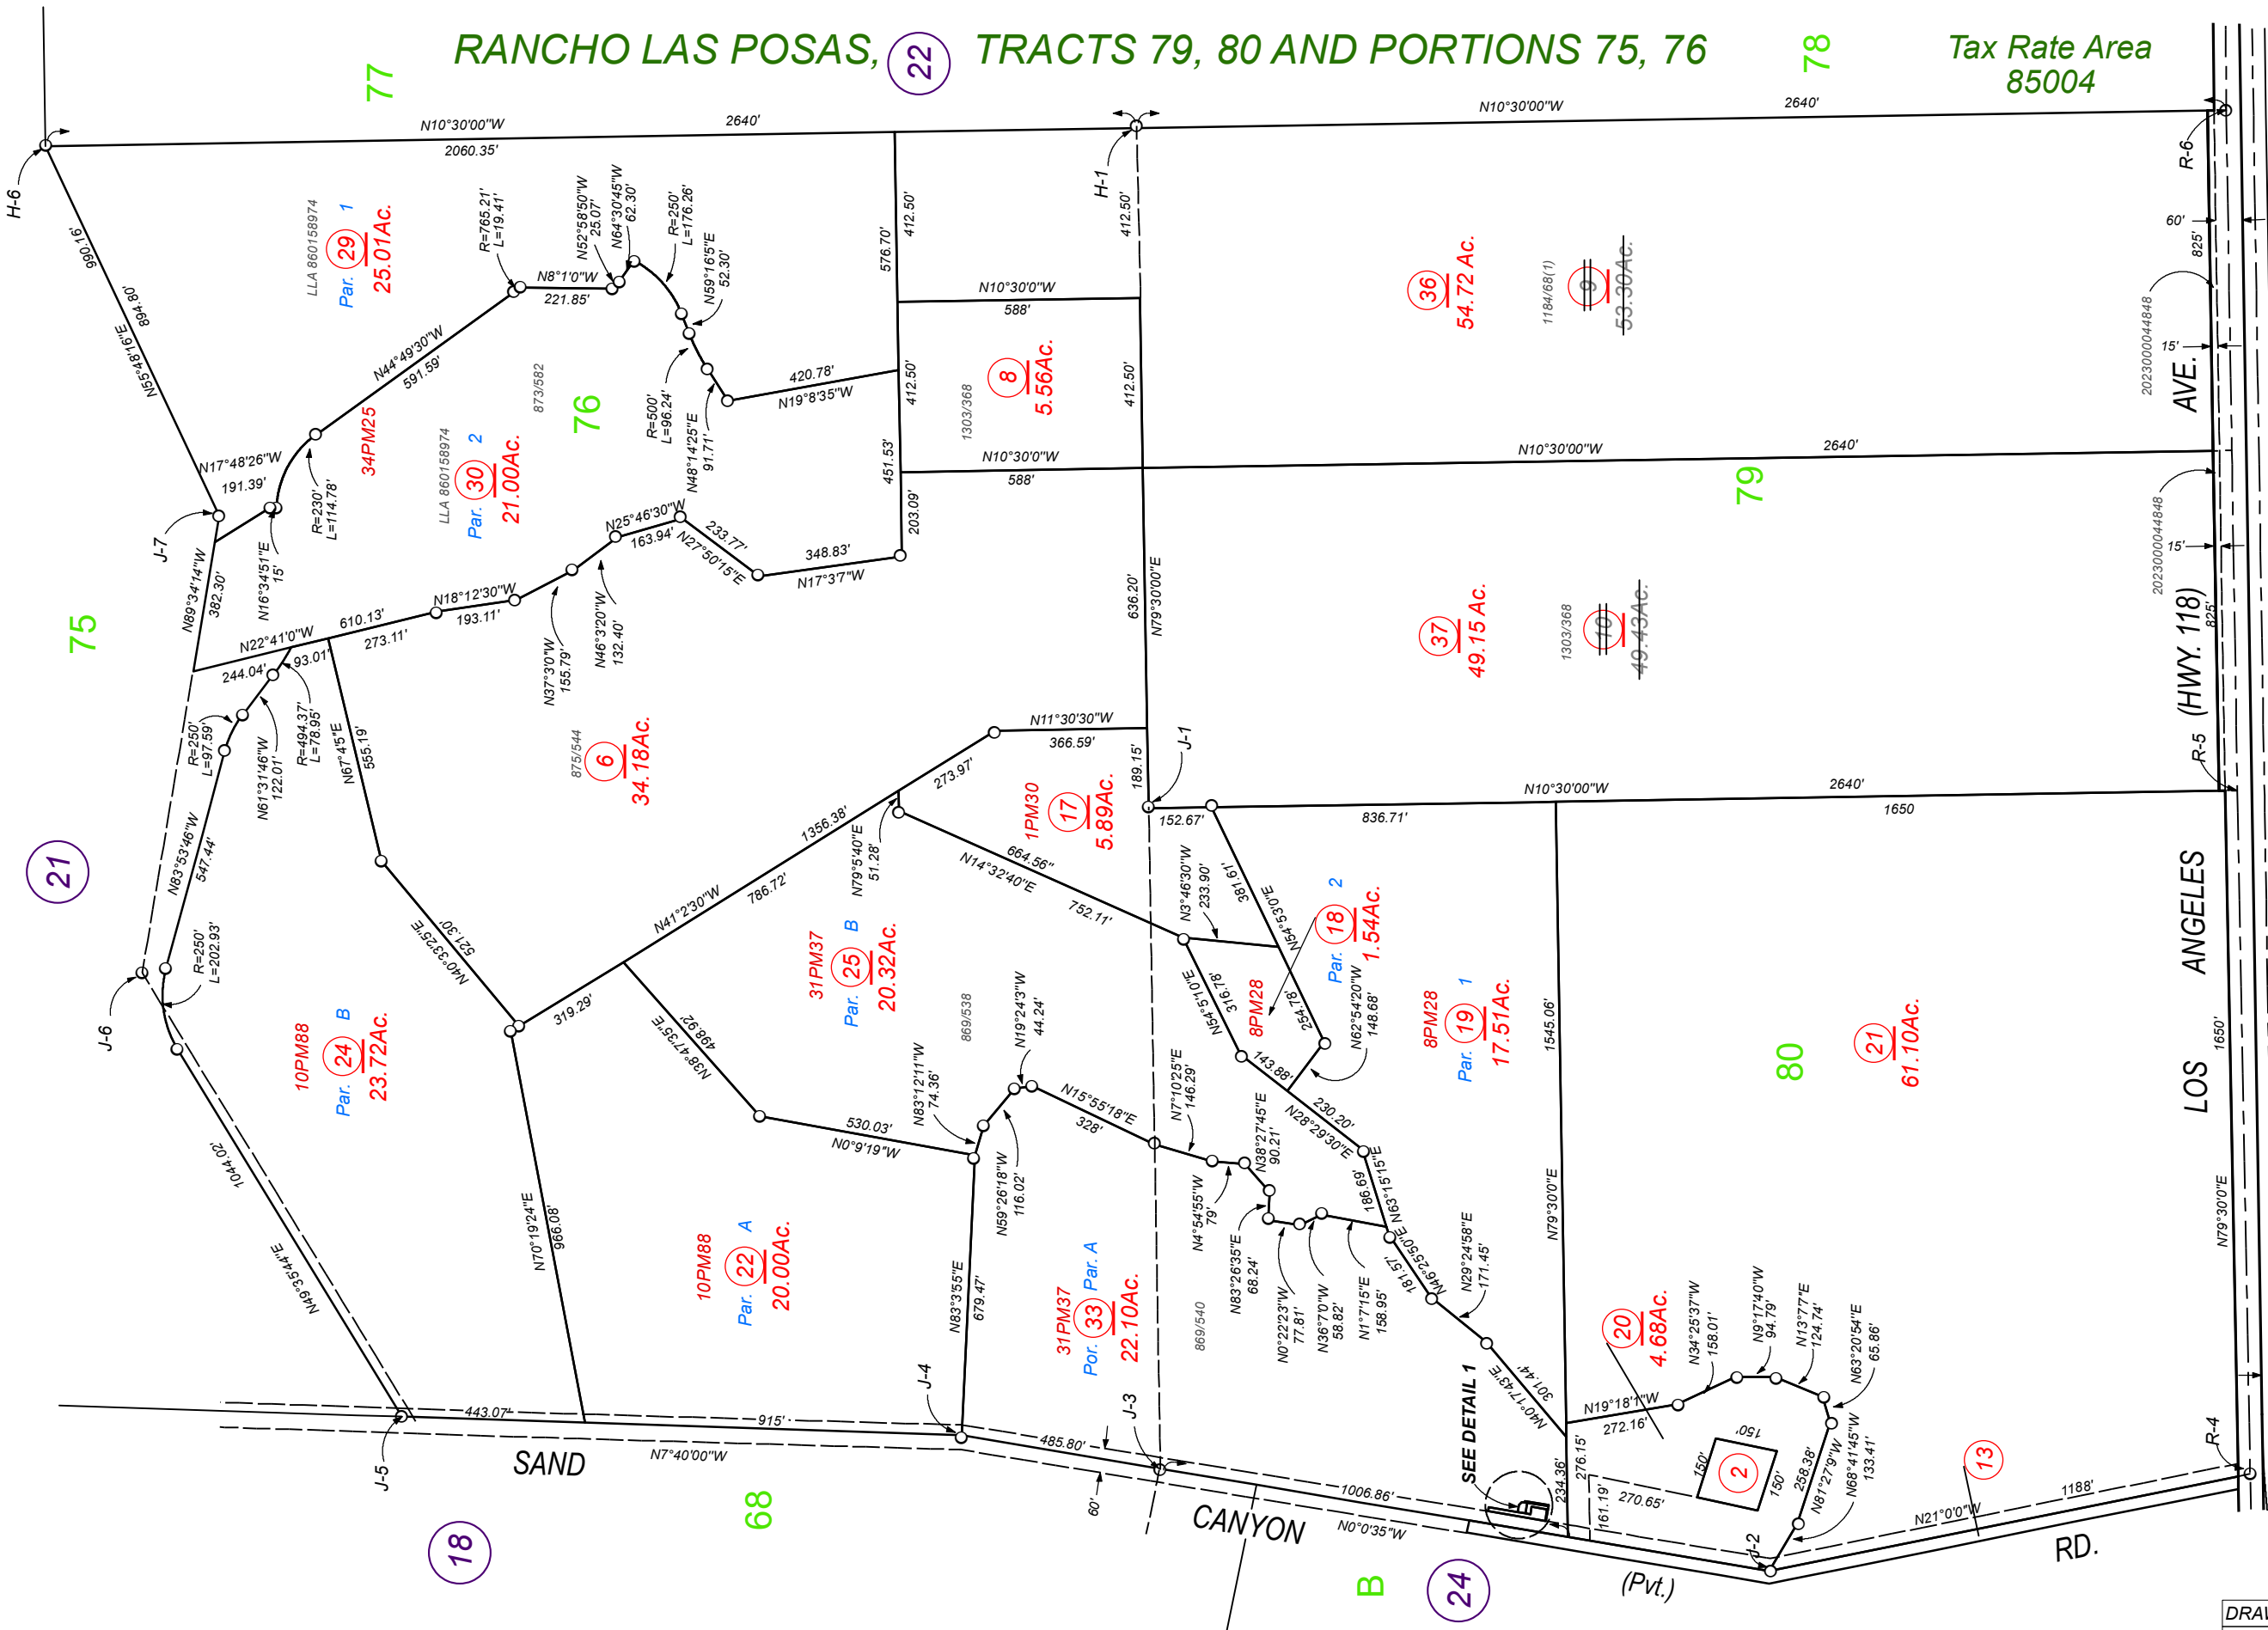 RANCHO LAS POSAS, 22 TRACTS 79, 80 AND PORTIONS 75, 76
Tax Rate Area
85004
77
78
H-6
N10°30'00"W
2640'
2060.35'
H-1
N10°30'00"W
2640'
R-6
60'
825'
990.16'
894.80'
N55°48'16"E
LLA 860158974
Par. 29 1
25.01Ac.
R=765.21'
L=19.41'
N52°58'50"W
25.07'
N64°30'45"W
62.30'
R=250'
L=176.26'
N8°1'0"W
221.85'
N59°16'5"E
52.30'
576.70'
412.50'
412.50'
N10°30'0"W
588'
36
54.72 Ac.
1184/68(1)
9
53.30Ac.
2023000044848
15'
AVE.
N44°49'30"W
591.59'
34PM25
873/582
76
R=500'
L=96.24'
N48°14'25"E
91.71'
420.78'
N19°8'35"W
412.50'
1303/368
8
5.56Ac.
412.50'
N17°48'26"W
191.39'
R=230'
L=114.78'
LLA 860158974
Par. 30 2
21.00Ac.
451.53'
N10°30'0"W
588'
N10°30'00"W
2640'
79
J-7
N16°34'51"E
15'
N89°34'14"W
382.30'
N25°46'30"W
163.94'
233.77'
N27°50'15"E
203.09'
348.83'
N17°3'7"W
2023000044848
15'
75
N22°41'0"W
610.13'
273.11'
N18°12'30"W
193.11'
N37°3'0"W
155.79'
N46°3'20"W
132.40'
636.20'
N79°30'00"E
37
49.15Ac.
1303/368
10
49.43Ac.
(HWY. 118)
825'
R-5
244.04'
93.01'
R=250'
L=97.59'
N61°31'46"W
122.01'
R=494.37'
L=78.95'
N67°4'5"E
555.19'
875/544
6
34.18Ac.
N11°30'30"W
366.59'
189.15'
J-1
273.97'
1PM30
17
5.89Ac.
152.67'
836.71'
N10°30'00"W
2640'
1650
21
N83°53'46"W
547.44'
1356.38'
N79°5'40"E
51.28'
664.56"
N14°32'40"E
752.11'
N3°46'30"W
233.90'
381.61'
N54°53'0"E
Par. 18 2
1.54Ac.
N41°2'30"W
786.72'
31PM37
Par. 25 B
20.32Ac.
869/538
521.30'
N40°33'25"E
R=250'
L=202.93'
J-6
10PM88
Par. 24 B
23.72Ac.
319.29'
498.92'
N38°47'35"E
N19°24'3"W
44.24'
N83°12'11"W
74.36'
N54°5'10"E
316.78'
8PM28
254.78'
N62°54'20"W
148.68'
143.88'
8PM28
Par. 19 1
17.51Ac.
1545.06'
80
21
61.10Ac.
ANGELES
LOS
1650'
N79°30'0"E
N15°55'18"E
328'
N7°10'25"E
146.29'
N38°27'45"E
90.21'
230.20'
N28°29'30"E
530.03'
N0°9'19"W
N59°26'18"W
116.02'
N4°54'55"W
79'
N83°26'35"E
68.24'
N0°22'23"W
77.81'
N36°7'0"W
58.82'
N1°7'15"E
158.95'
186.69'
N63°15'15"E
181.57'
N46°25'50"E
N29°24'58"E
171.45'
N79°30'0"E
1044.02'
N49°35'44"E
N70°19'24"E
966.08'
10PM88
Par. 22 A
20.00Ac.
N83°3'55"E
679.47'
31PM37
Por. 33 Par. A
22.10Ac.
869/540
301.44'
N40°17'43"E
20
4.68Ac.
N34°25'37"W
158.01'
N9°17'40"W
94.79'
N13°7'7"E
124.74'
N63°20'54"E
65.86'
J-5
443.07'
915'
J-4
N7°40'00"W
SAND
485.80'
J-3
60'
SEE DETAIL 1
N19°18'1"W
272.16'
276.15'
234.36'
161.19'
270.65'
150'
150'
150'
2
258.38'
N81°27'9"W
N68°41'45"W
133.41'
13
R-4
1188'
N21°0'0"W
J-2
18
68
CANYON
1006.86'
N0°0'35"W
B
24
(Pvt.)
RD.